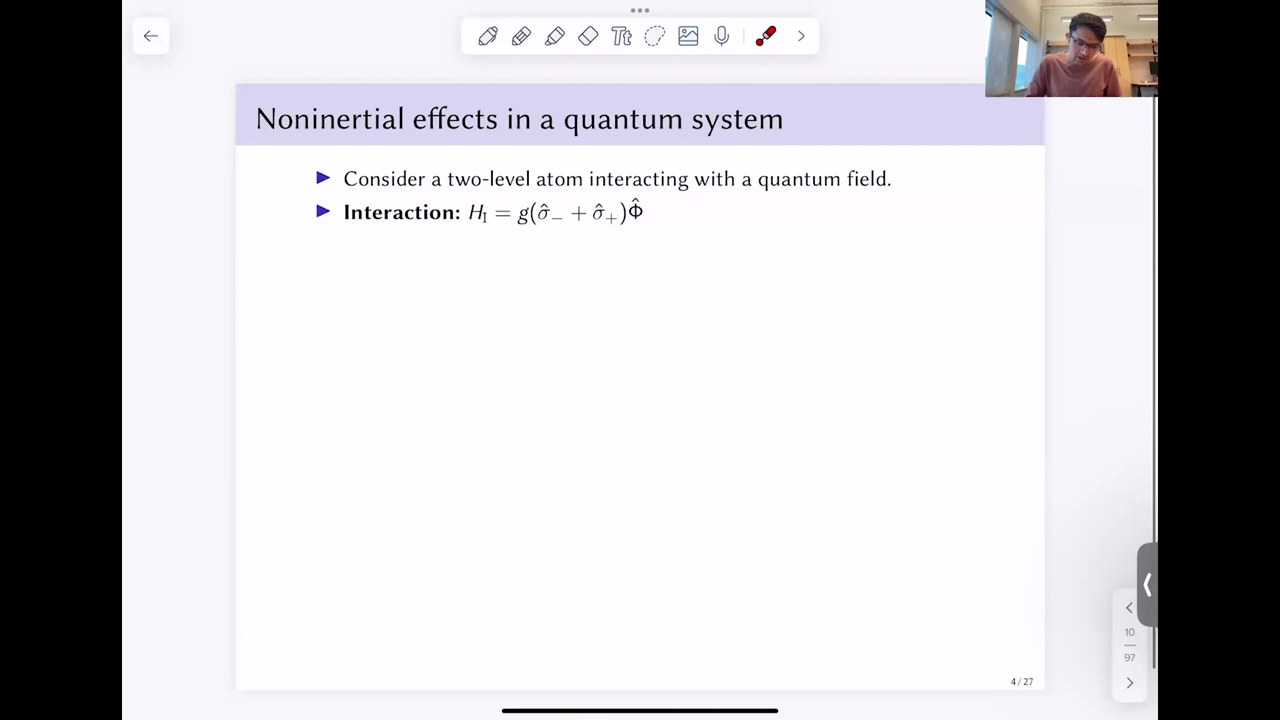 Tt
Noninertial effects in a quantum system
▶ Consider a two-level atom interacting with a quantum field.
▶ Interaction: H_I = g(σ̂₋ + σ̂₊)Φ̂
10
97
4 / 27